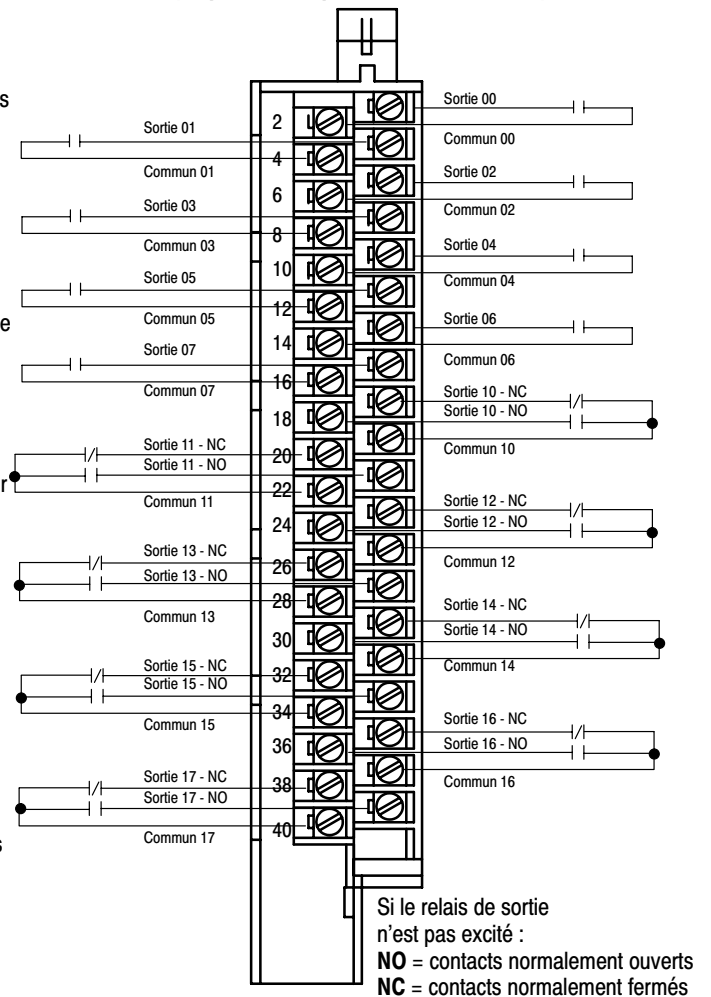 Sortie 00
s
Sortie 01
2
Commun 00
4
Commun 01
Sortie 02
6
Sortie 03
Commun 02
8
Commun 03
Sortie 04
10
Sortie 05
Commun 04
12
Commun 05
Sortie 06
e
14
Sortie 07
Commun 06
16
Commun 07
Sortie 10 - NC
Sortie 10 - NO
18
Sortie 11 - NC
Commun 10
20
Sortie 11 - NO
r
22
Commun 11
Sortie 12 - NC
Sortie 12 - NO
24
Sortie 13 - NC
Commun 12
26
Sortie 13 - NO
28
Sortie 14 - NC
Commun 13
Sortie 14 - NO
30
Sortie 15 - NC
Commun 14
32
Sortie 15 - NO
34
Commun 15
Sortie 16 - NC
36
Sortie 16 - NO
Sortie 17 - NC
Commun 16
38
Sortie 17 - NO
40
Commun 17
s
Si le relais de sortie
n'est pas excité :
NO = contacts normalement ouverts
NC = contacts normalement fermés